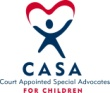 CASA
Court Appointed Special Advocates
FOR CHILDREN